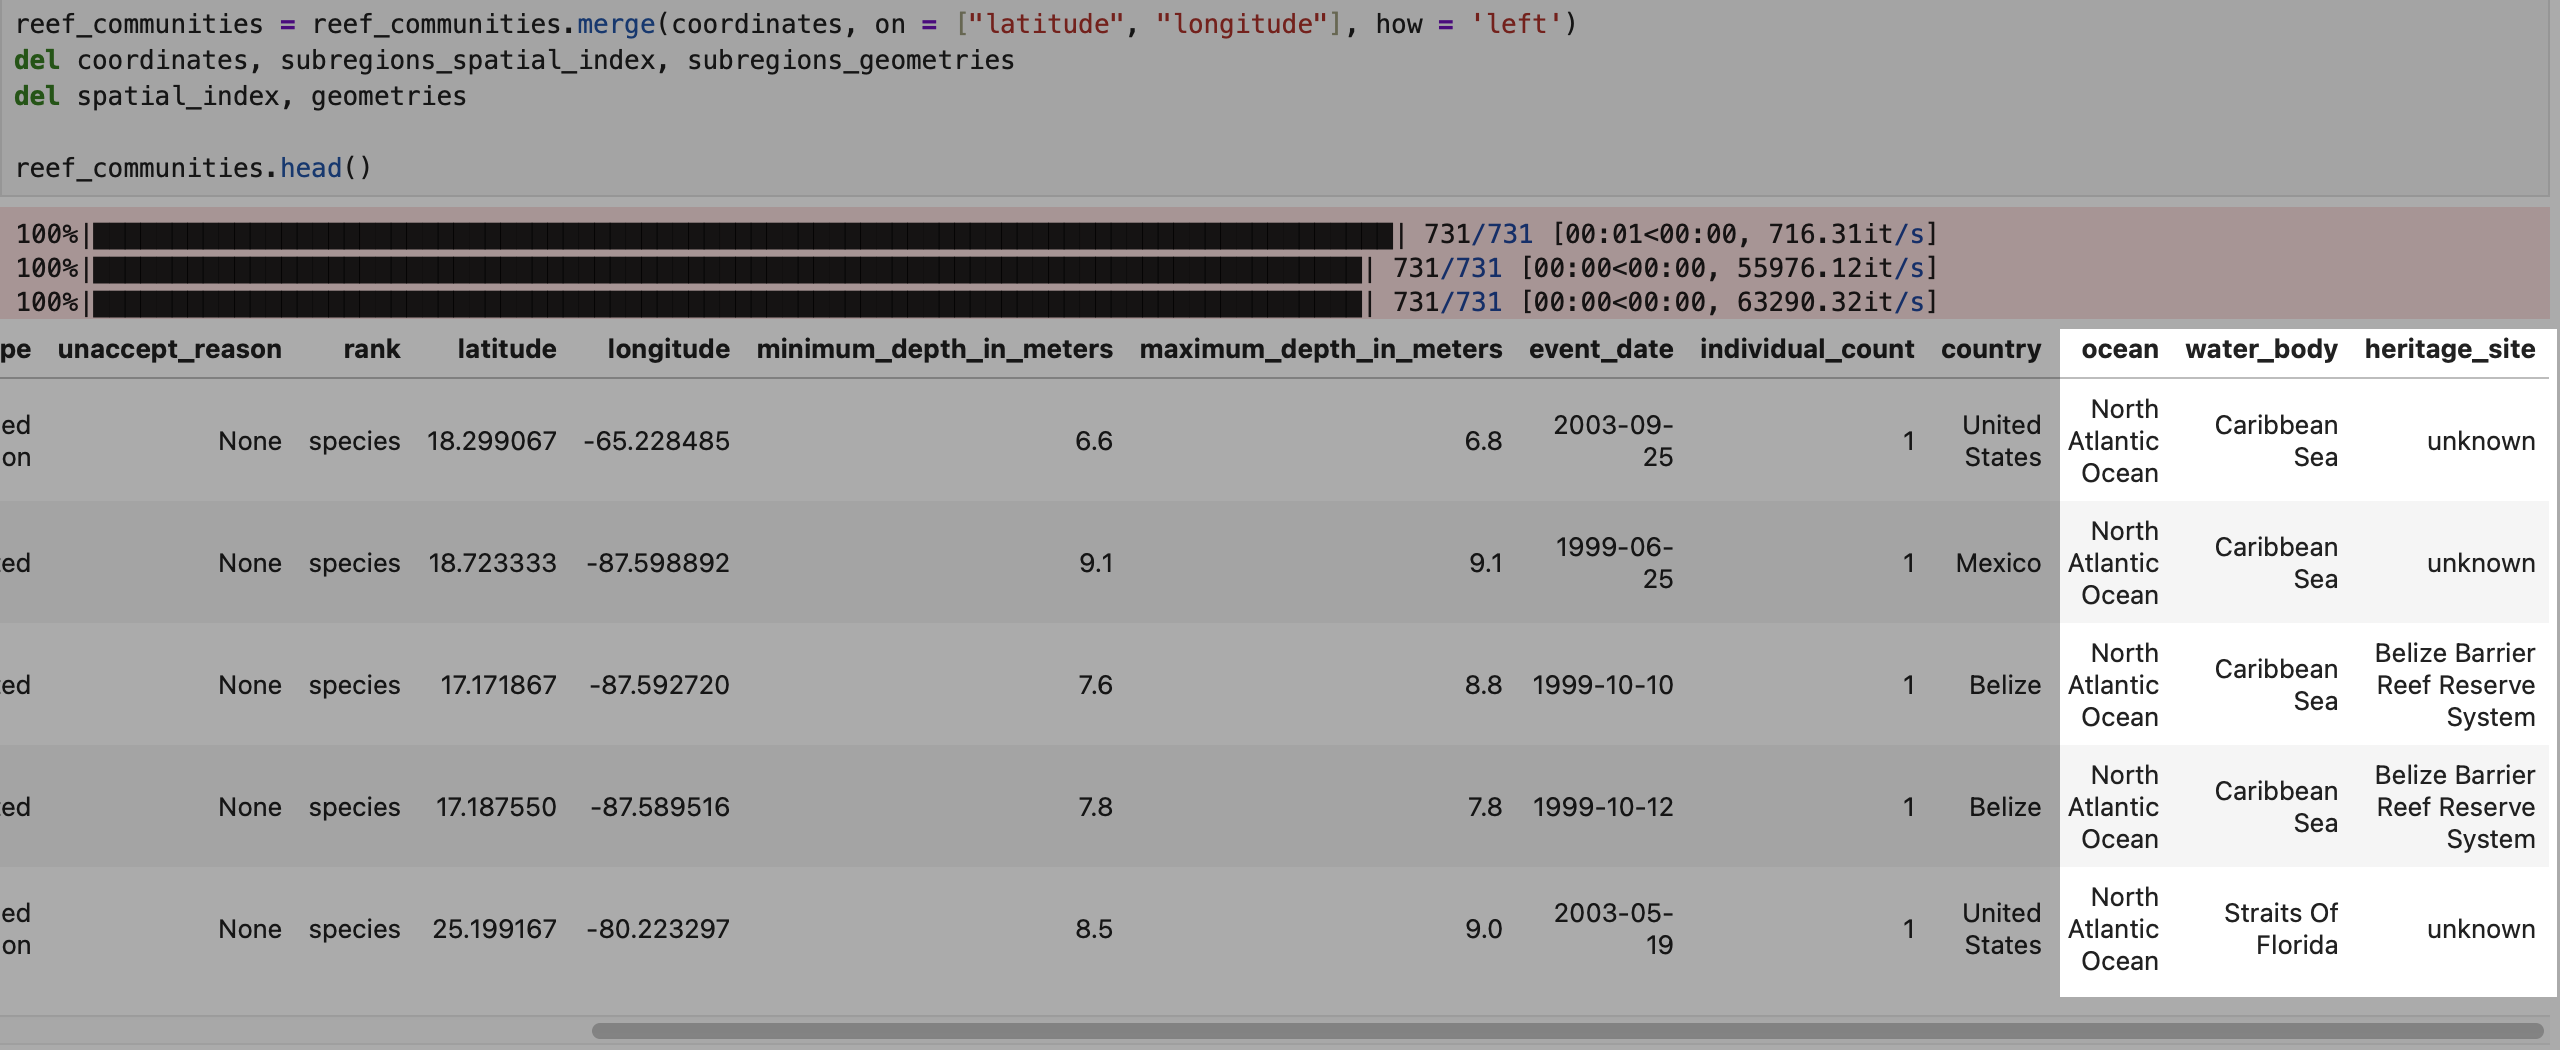 reef_communities = reef_communities.merge(coordinates, on = ["latitude", "longitude"], how = 'left')
del coordinates, subregions_spatial_index, subregions_geometries
del spatial_index, geometries
reef_communities.head()
100%| | 731/731 [00:01<00:00, 716.31it/s]
100%| | 731/731 [00:00<00:00, 55976.12it/s]
100%| | 731/731 [00:00<00:00, 63290.32it/s]
pe unaccept_reason rank latitude longitude minimum_depth_in_meters maximum_depth_in_meters event_date individual_count country ocean water_body heritage_site
ed on None species 18.299067 -65.228485 6.6 6.8 2003-09-25 1 United States North Atlantic Ocean Caribbean Sea unknown
ed None species 18.723333 -87.598892 9.1 9.1 1999-06-25 1 Mexico North Atlantic Ocean Caribbean Sea unknown
ed None species 17.171867 -87.592720 7.6 8.8 1999-10-10 1 Belize North Atlantic Ocean Caribbean Sea Belize Barrier Reef Reserve System
ed None species 17.187550 -87.589516 7.8 7.8 1999-10-12 1 Belize North Atlantic Ocean Caribbean Sea Belize Barrier Reef Reserve System
ed on None species 25.199167 -80.223297 8.5 9.0 2003-05-19 1 United States North Atlantic Ocean Straits Of Florida unknown